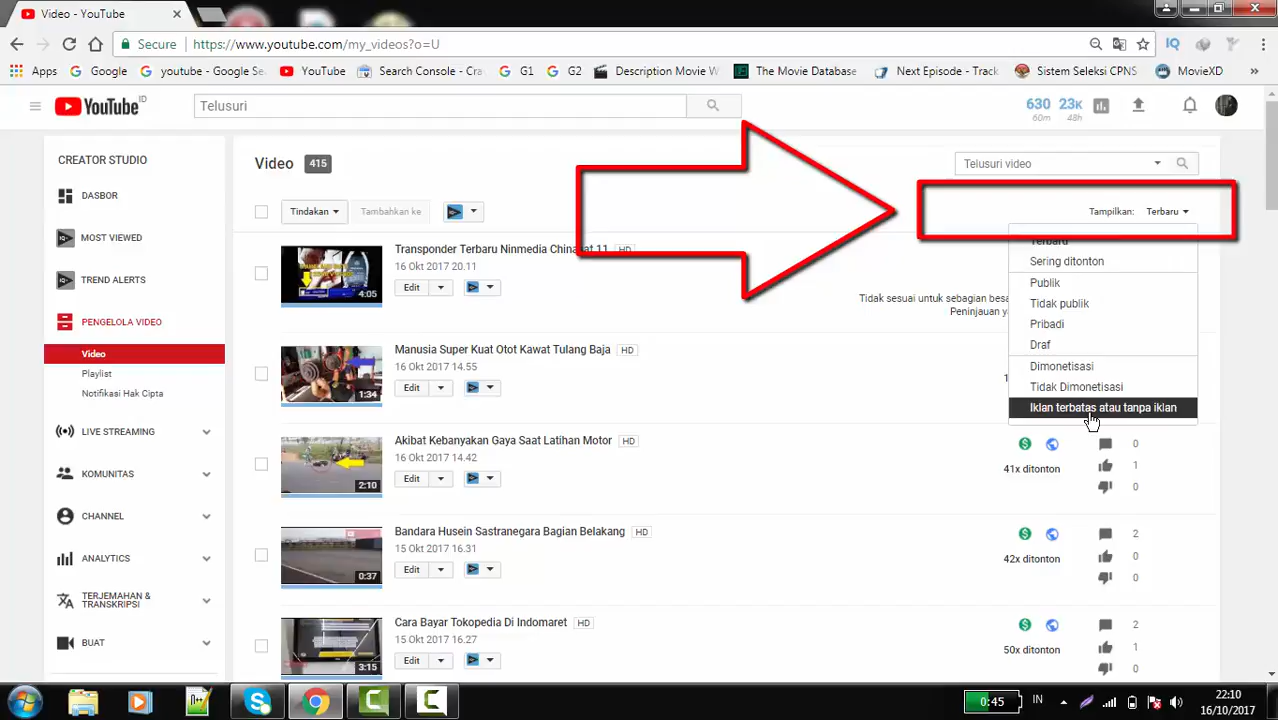 Video - YouTube
Secure
https://www.youtube.com/my_videos?o=U
Apps
Google
youtube - Google Se
YouTube
Search Console - Cr
G1
G2
Description Movie W
The Movie Database
Next Episode - Track
Sistem Seleksi CPNS
MovieXD
YouTube ID
Telusuri
630
60m
23K
48h
CREATOR STUDIO
DASBOR
MOST VIEWED
TREND ALERTS
PENGELOLA VIDEO
Video
Playlist
Notifikasi Hak Cipta
LIVE STREAMING
KOMUNITAS
CHANNEL
ANALYTICS
TERJEMAHAN &
TRANSKRIPSI
BUAT
Video 415
Telusuri video
Tindakan
Tambahkan ke
Tampilkan: Terbaru
Terbaru
Sering ditonton
Publik
Tidak publik
Pribadi
Draf
Dimonetisasi
Tidak Dimonetisasi
Iklan terbatas atau tanpa iklan
4:05
Transponder Terbaru Ninmedia Chinasat 11 HD
16 Okt 2017 20.11
Edit
Tidak sesuai untuk sebagian
Peninjauan
1:34
Manusia Super Kuat Otot Kawat Tulang Baja HD
16 Okt 2017 14.55
Edit
2:10
Akibat Kebanyakan Gaya Saat Latihan Motor HD
16 Okt 2017 14.42
Edit
41x ditonton
0
1
0
0:37
Bandara Husein Sastranegara Bagian Belakang HD
15 Okt 2017 16.31
Edit
42x ditonton
2
0
0
3:15
Cara Bayar Tokopedia Di Indomaret HD
15 Okt 2017 16.27
Edit
50x ditonton
2
1
0
0:45
IN
22:10
16/10/2017